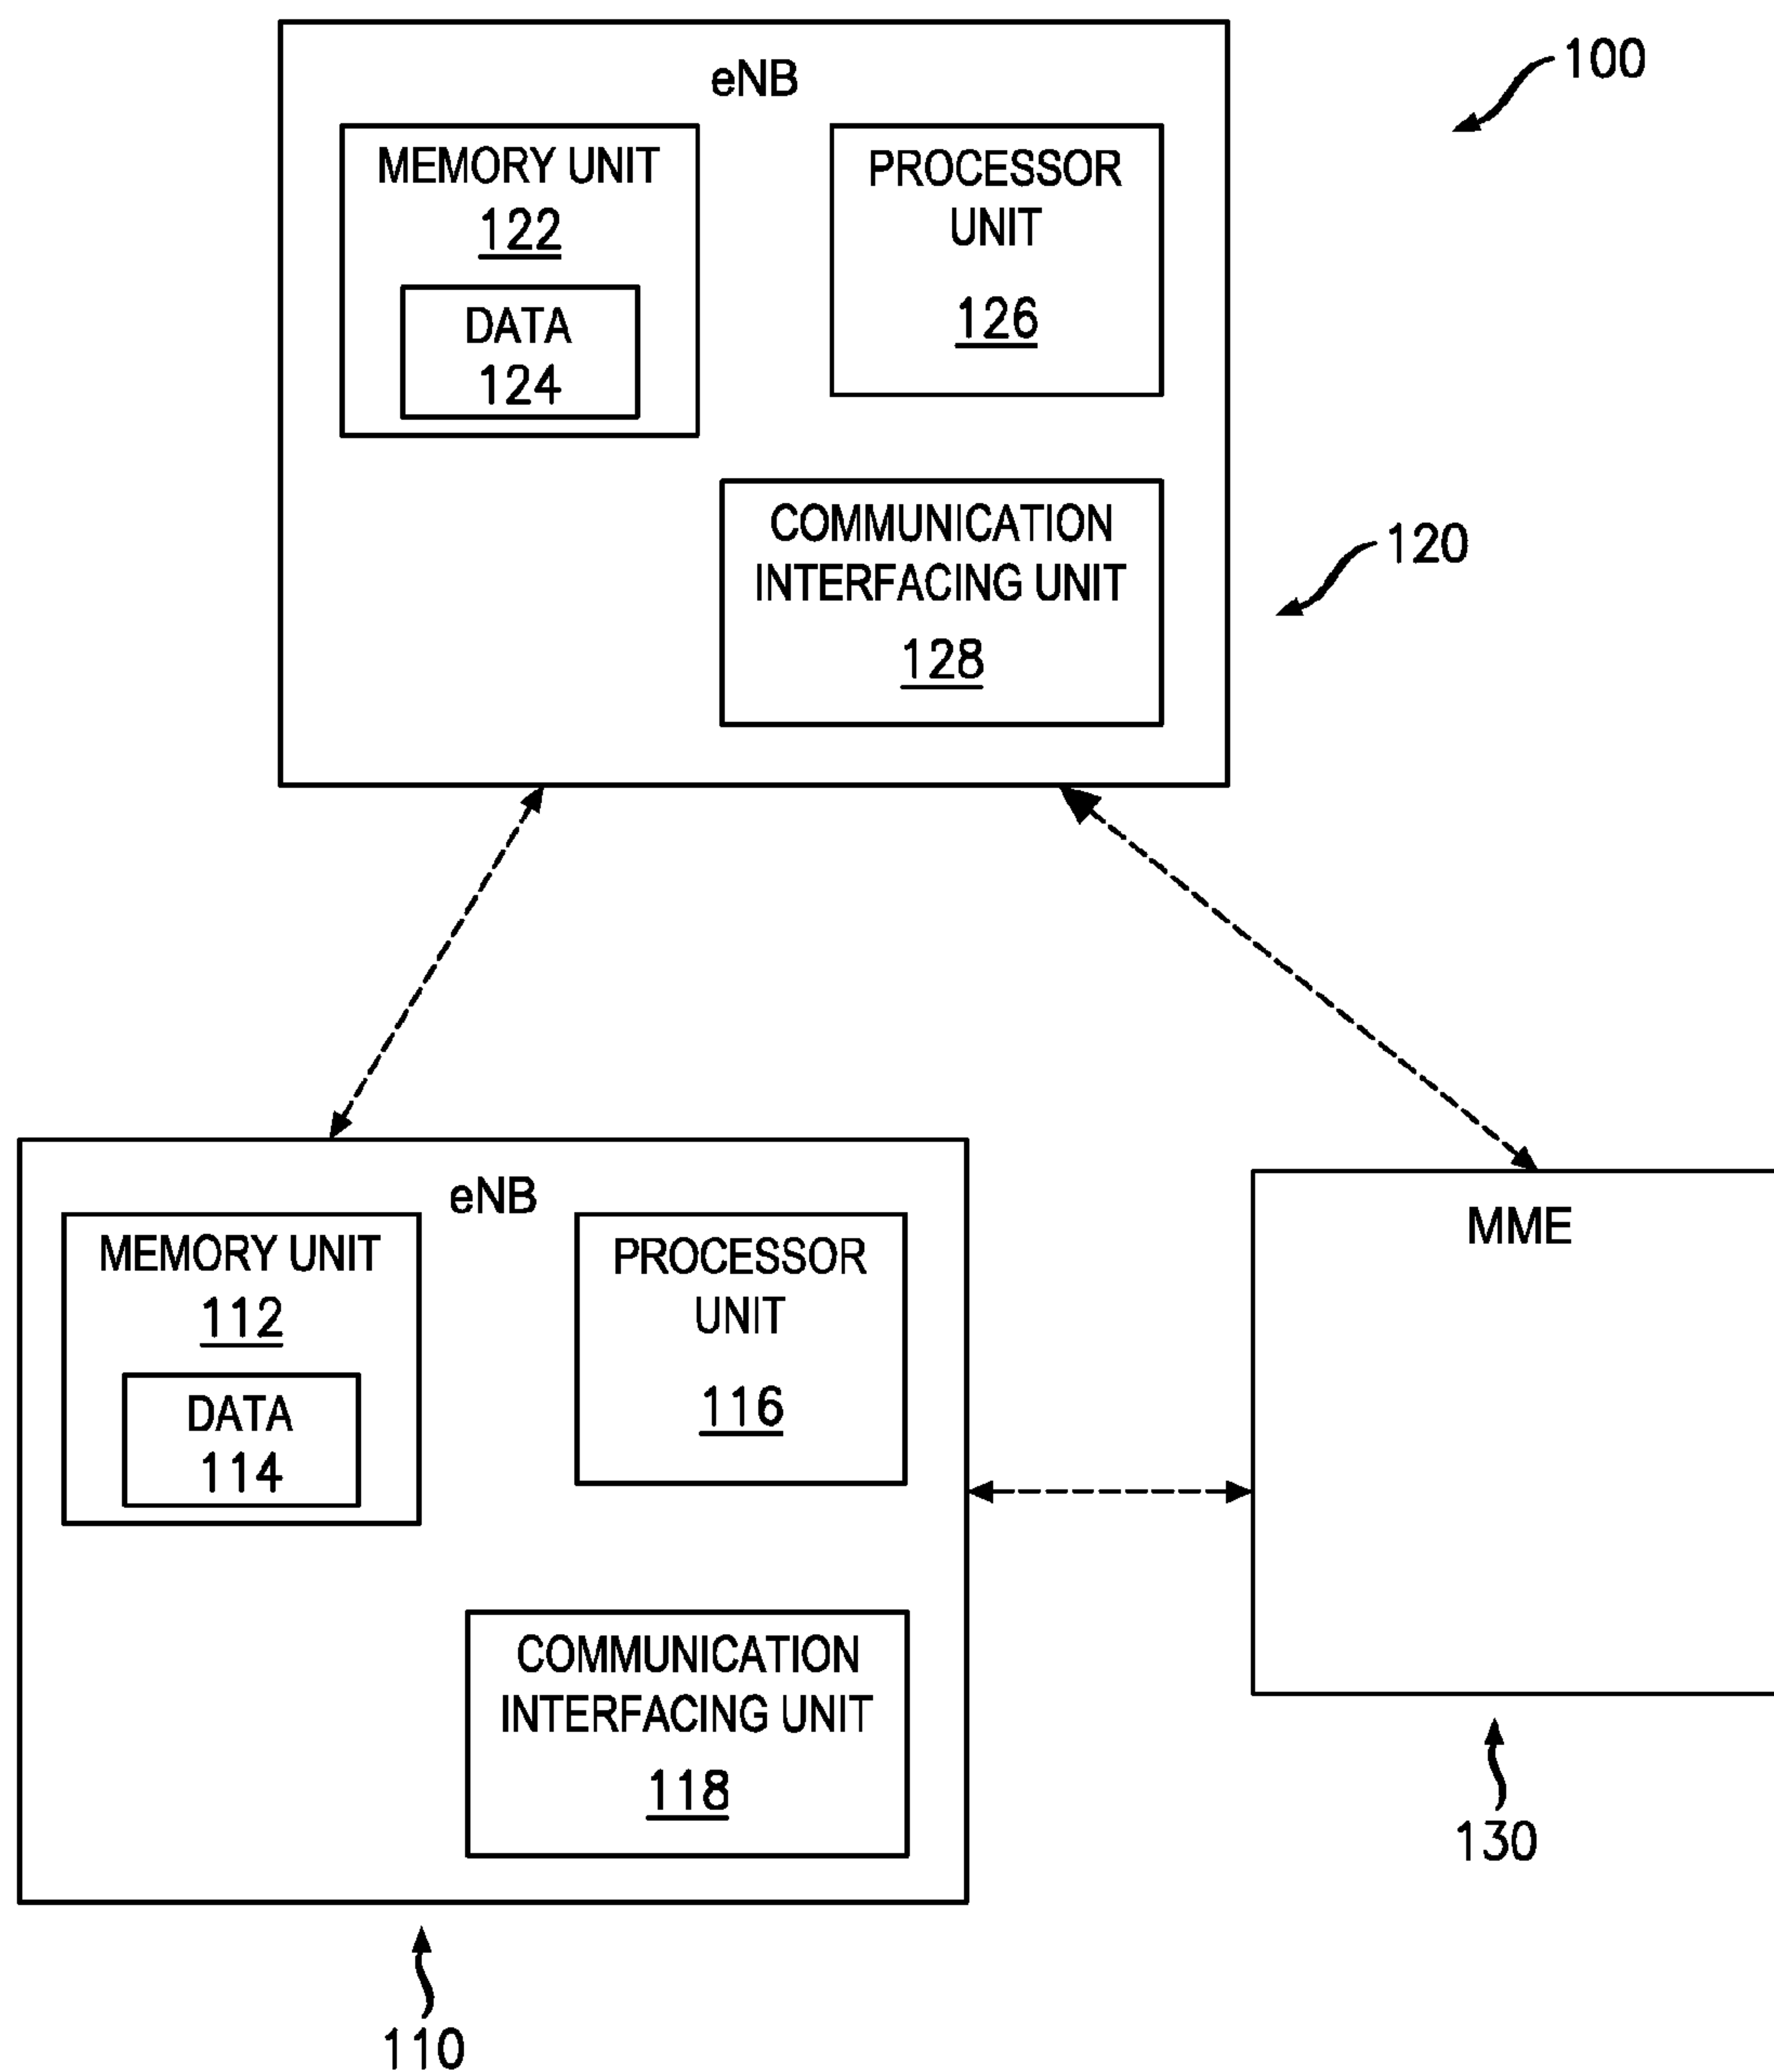 100
eNB
MEMORY UNIT
122
DATA
124
PROCESSOR
UNIT
126
COMMUNICATION
INTERFACING UNIT
128
120
eNB
MEMORY UNIT
112
DATA
114
PROCESSOR
UNIT
116
COMMUNICATION
INTERFACING UNIT
118
110
MME
130